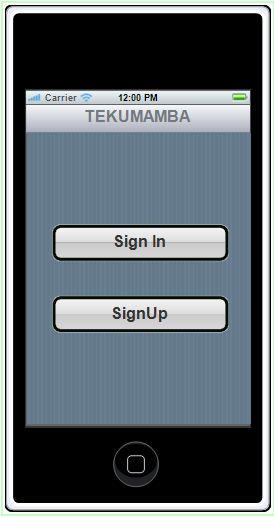 Carrier 12:00 PM
TEKUMAMBA
Sign In
SignUp